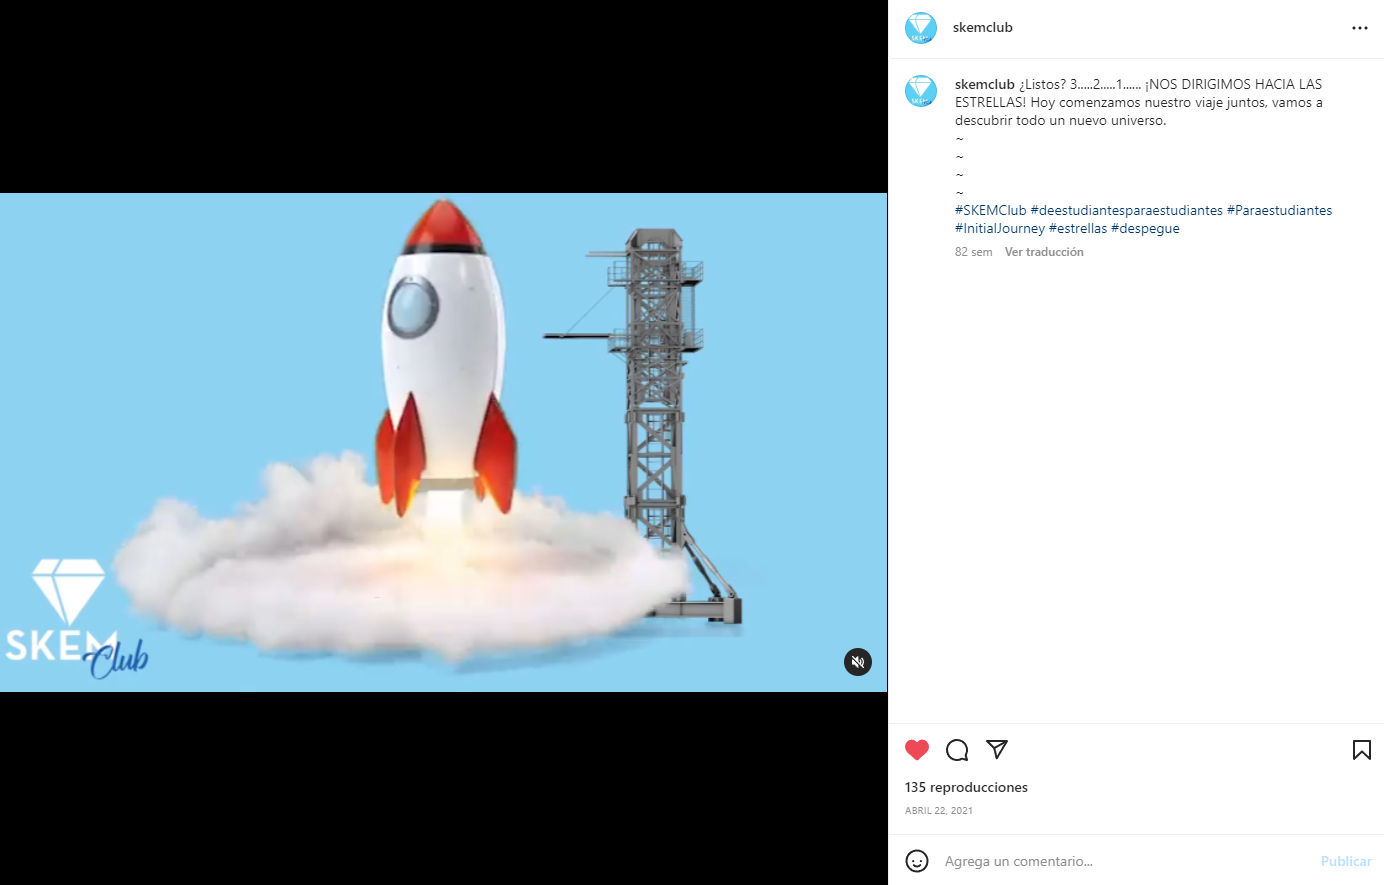 skemclub
skemclub ¿Listos? 3.....2.....1...... ¡NOS DIRIGIMOS HACIA LAS
ESTRELLAS! Hoy comenzamos nuestro viaje juntos, vamos a
descubrir todo un nuevo universo.
~
~
~
~
#SKEMClub #deestudiantesparaestudiantes #Paraestudiantes
#InitialJourney #estrellas #despegue
82 sem Ver traducción
SKEM
Club
135 reproducciones
ABRIL 22, 2021
Agrega un comentario... Publicar